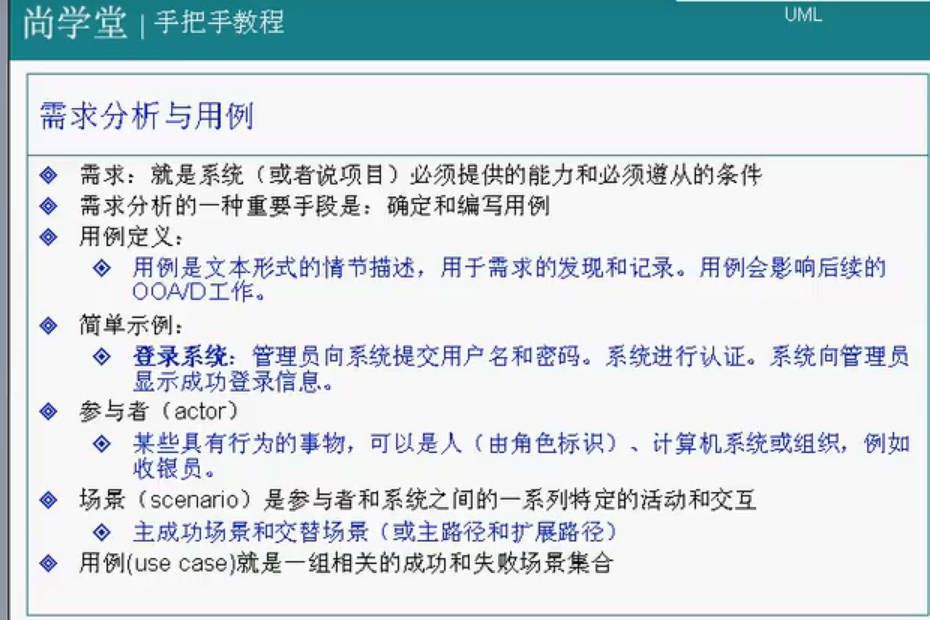 尚学堂 | 手把手教程
UML
需求分析与用例
需求：就是系统（或者说项目）必须提供的能力和必须遵从的条件
需求分析的一种重要手段是：确定和编写用例
用例定义：
用例是文本形式的情节描述，用于需求的发现和记录。用例会影响后续的
OOA/D工作。
简单示例：
登录系统：管理员向系统提交用户名和密码。系统进行认证。系统向管理员
显示成功登录信息。
参与者（actor）
某些具有行为的事物，可以是人（由角色标识）、计算机系统或组织，例如
收银员。
场景（scenario）是参与者和系统之间的一系列特定的活动和交互
主成功场景和交替场景（或主路径和扩展路径）
用例(use case)就是一组相关的成功和失败场景集合